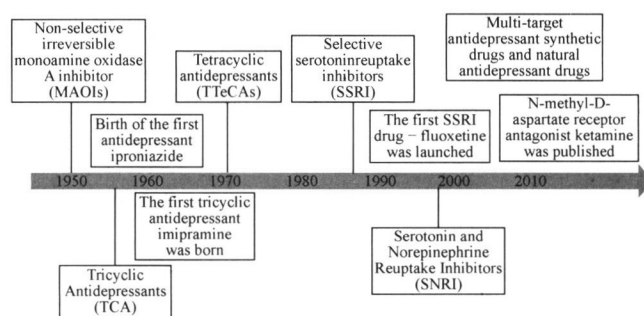 Non-selective
irreversible
monoamine oxidase
A inhibitor
(MAOIs)
Tetracyclic
antidepressants
(TTeCAs)
Selective
serotoninreuptake
inhibitors
(SSRI)
Multi-target
antidepressant synthetic
drugs and natural
antidepressant drugs
Birth of the first
antidepressant
iproniazide
The first SSRI
drug − fluoxetine
was launched
N-methyl-D-
aspartate receptor
antagonist ketamine
was published
1950 1960 1970 1980 1990 2000 2010
The first tricyclic
antidepressant
imipramine
was born
Tricyclic
Antidepressants
(TCA)
Serotonin and
Norepinephrine
Reuptake Inhibitors
(SNRI)